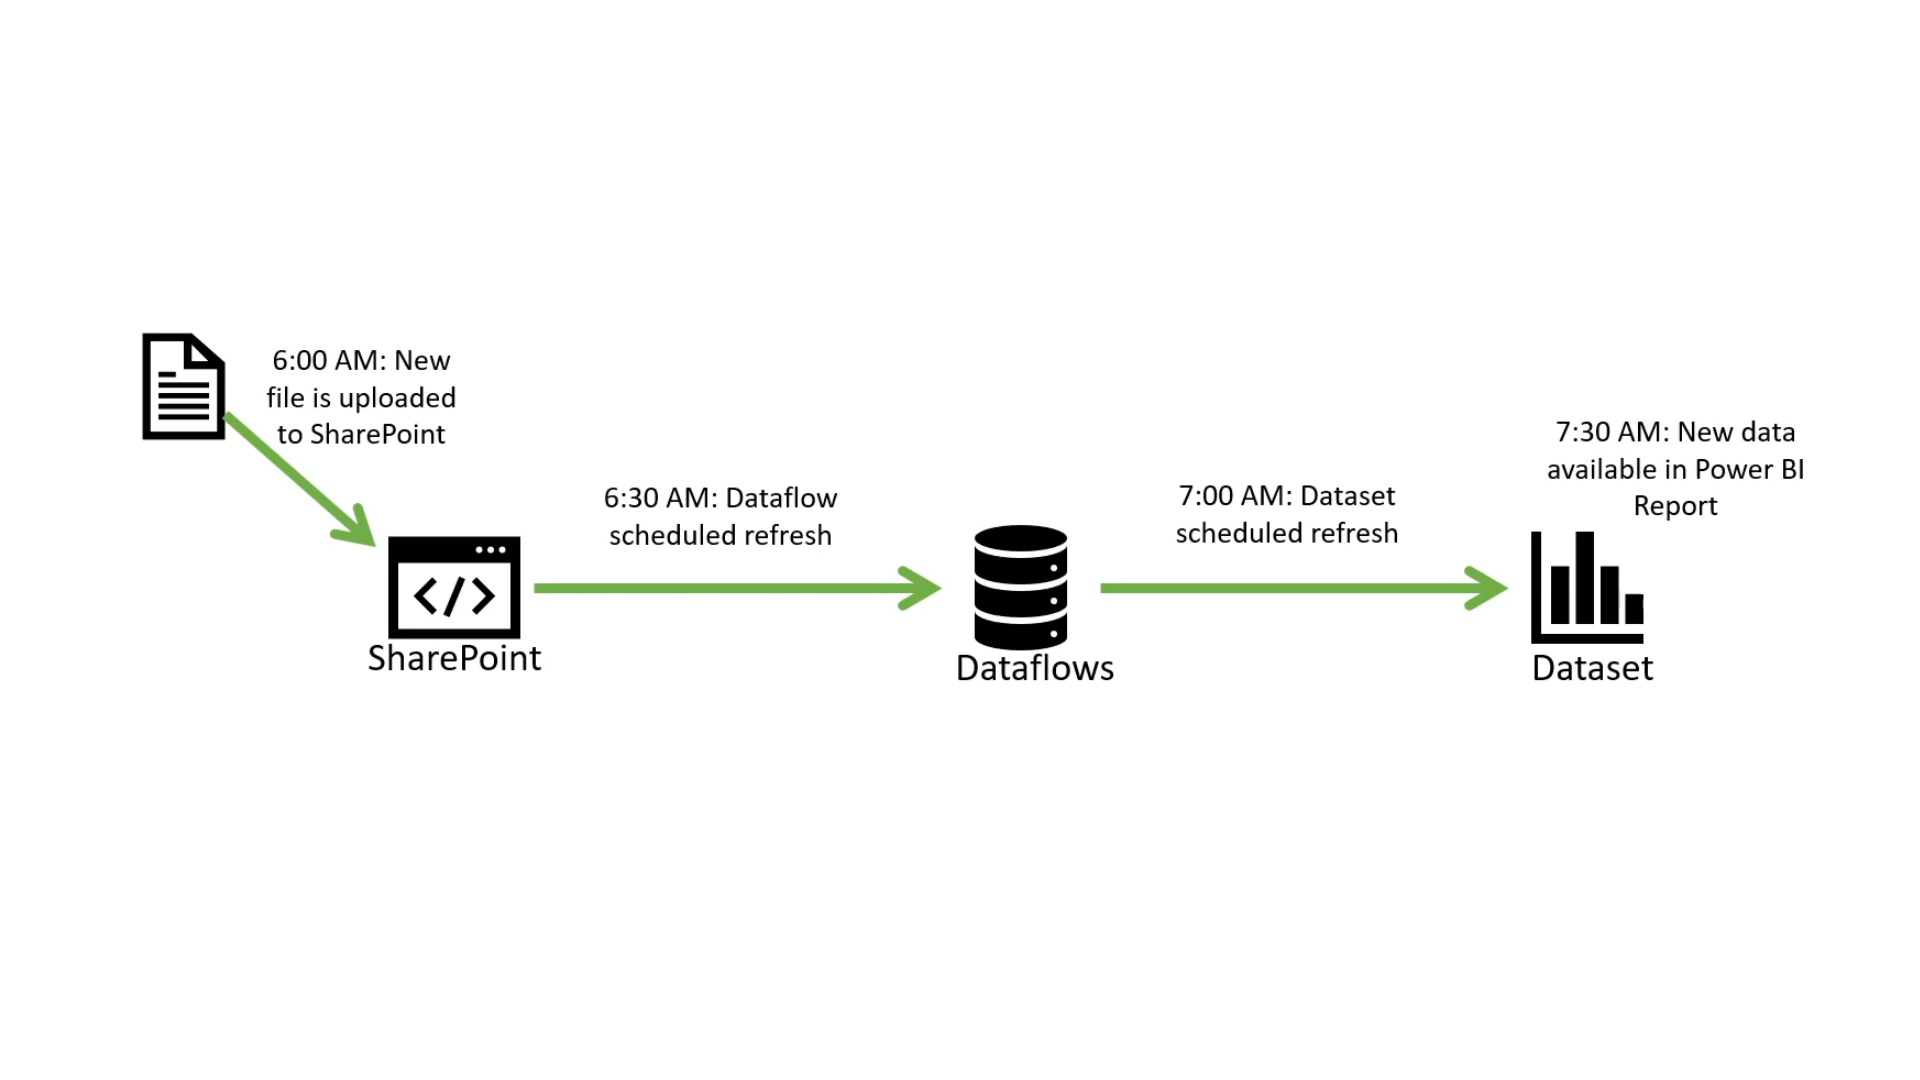 6:00 AM: New
file is uploaded
to SharePoint
SharePoint
6:30 AM: Dataflow
scheduled refresh
Dataflows
7:00 AM: Dataset
scheduled refresh
7:30 AM: New data
available in Power BI
Report
Dataset